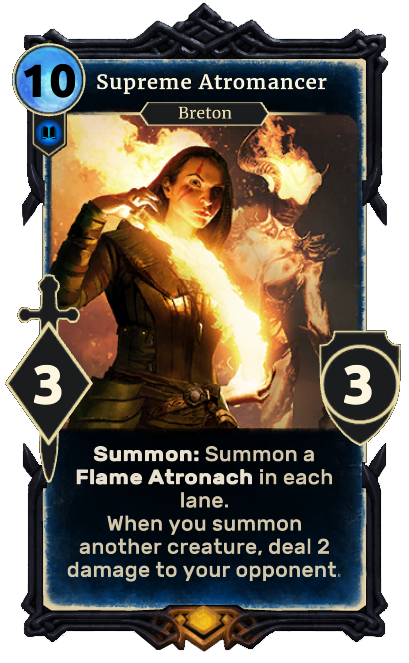 10
Supreme Atromancer
Breton
3
3
Summon: Summon a
Flame Atronach in each
lane.
When you summon
another creature, deal 2
damage to your opponent.